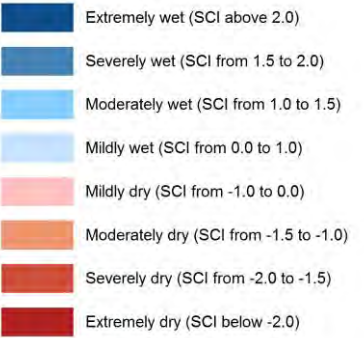 Extremely wet (SCI above 2.0)
Severely wet (SCI from 1.5 to 2.0)
Moderately wet (SCI from 1.0 to 1.5)
Mildly wet (SCI from 0.0 to 1.0)
Mildly dry (SCI from -1.0 to 0.0)
Moderately dry (SCI from -1.5 to -1.0)
Severely dry (SCI from -2.0 to -1.5)
Extremely dry (SCI below -2.0)